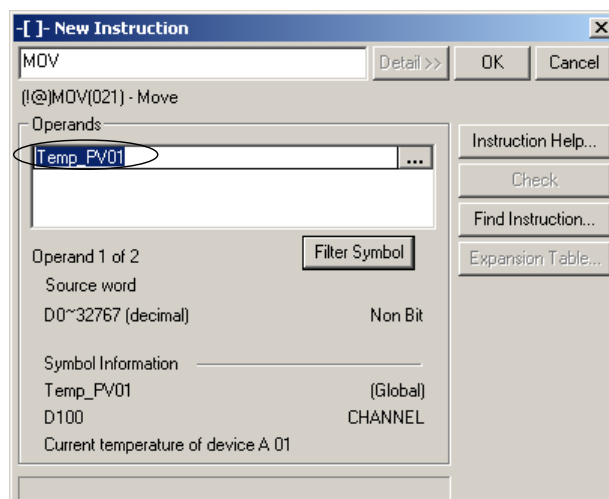 -[ ]- New Instruction
MOV
Detail >>
OK
Cancel
(!@)MOV(021) - Move
Operands
Temp_PV01
...
Instruction Help...
Check
Find Instruction...
Expansion Table...
Operand 1 of 2
Filter Symbol
Source word
D0~32767 (decimal)
Non Bit
Symbol Information
Temp_PV01
(Global)
D100
CHANNEL
Current temperature of device A 01